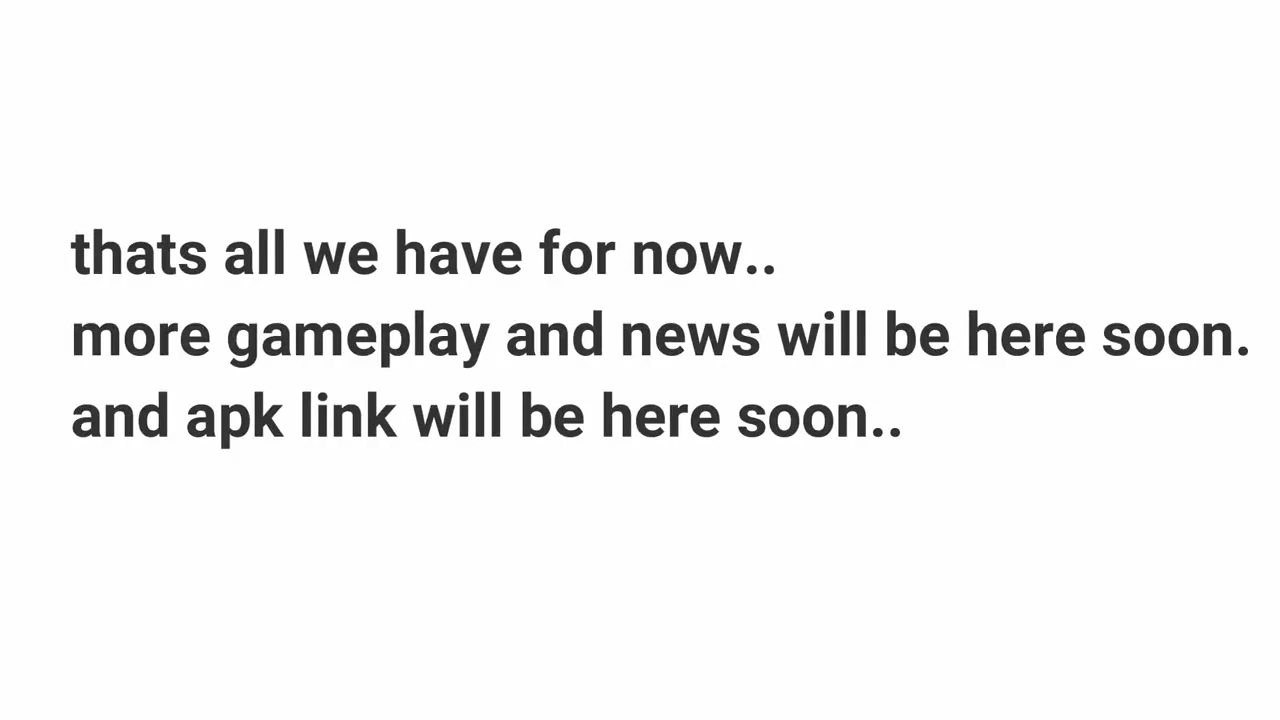 thats all we have for now..
more gameplay and news will be here soon.
and apk link will be here soon..